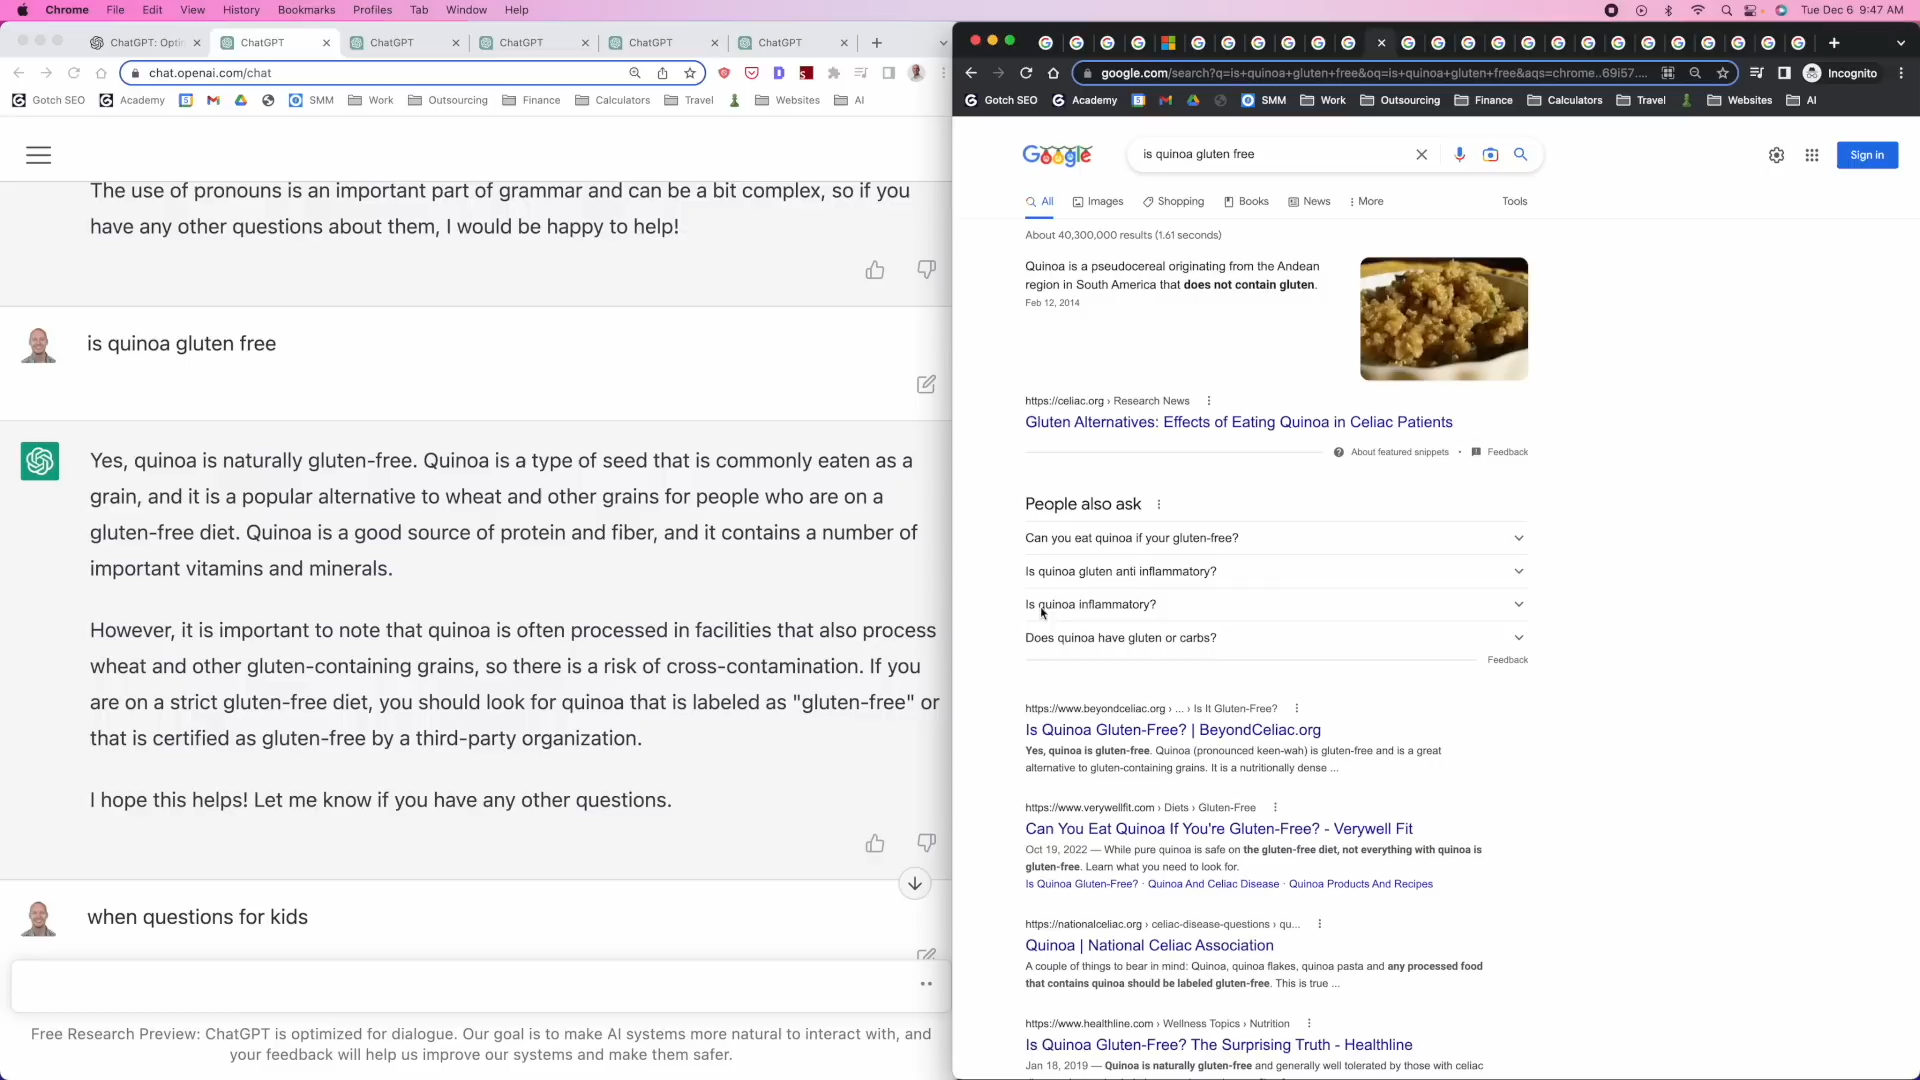 Chrome File Edit View History Bookmarks Profiles Tab Window Help
Tue Dec 6 9:47 AM
ChatGPT: Optin
ChatGPT
ChatGPT
ChatGPT
ChatGPT
ChatGPT
chat.openai.com/chat
Gotch SEO Academy SMM Work Outsourcing Finance Calculators Travel Websites AI
The use of pronouns is an important part of grammar and can be a bit complex, so if you
have any other questions about them, I would be happy to help!
is quinoa gluten free
Yes, quinoa is naturally gluten-free. Quinoa is a type of seed that is commonly eaten as a
grain, and it is a popular alternative to wheat and other grains for people who are on a
gluten-free diet. Quinoa is a good source of protein and fiber, and it contains a number of
important vitamins and minerals.
However, it is important to note that quinoa is often processed in facilities that also process
wheat and other gluten-containing grains, so there is a risk of cross-contamination. If you
are on a strict gluten-free diet, you should look for quinoa that is labeled as "gluten-free" or
that is certified as gluten-free by a third-party organization.
I hope this helps! Let me know if you have any other questions.
when questions for kids
Free Research Preview: ChatGPT is optimized for dialogue. Our goal is to make AI systems more natural to interact with, and
your feedback will help us improve our systems and make them safer.
google.com/search?q=is+quinoa+gluten+free&oq=is+quinoa+gluten+free&aqs=chrome..69i57....
Incognito
Gotch SEO Academy SMM Work Outsourcing Finance Calculators Travel Websites AI
Google
is quinoa gluten free
Sign in
All Images Shopping Books News More Tools
About 40,300,000 results (1.61 seconds)
Quinoa is a pseudocereal originating from the Andean
region in South America that does not contain gluten.
Feb 12, 2014
https://celiac.org › Research News
Gluten Alternatives: Effects of Eating Quinoa in Celiac Patients
About featured snippets • Feedback
People also ask
Can you eat quinoa if your gluten-free?
Is quinoa gluten anti inflammatory?
Is quinoa inflammatory?
Does quinoa have gluten or carbs?
Feedback
https://www.beyondceliac.org › ... › Is It Gluten-Free?
Is Quinoa Gluten-Free? | BeyondCeliac.org
Yes, quinoa is gluten-free. Quinoa (pronounced keen-wah) is gluten-free and is a great
alternative to gluten-containing grains. It is a nutritionally dense ...
https://www.verywellfit.com › Diets › Gluten-Free
Can You Eat Quinoa If You're Gluten-Free? - Verywell Fit
Oct 19, 2022 — While pure quinoa is safe on the gluten-free diet, not everything with quinoa is
gluten-free. Learn what you need to look for.
Is Quinoa Gluten-Free? · Quinoa And Celiac Disease · Quinoa Products And Recipes
https://nationalceliac.org › celiac-disease-questions › qu...
Quinoa | National Celiac Association
A couple of things to bear in mind: Quinoa, quinoa flakes, quinoa pasta and any processed food
that contains quinoa should be labeled gluten-free. This is true ...
https://www.healthline.com › Wellness Topics › Nutrition
Is Quinoa Gluten-Free? The Surprising Truth - Healthline
Jan 18, 2019 — Quinoa is naturally gluten-free and generally well tolerated by those with celiac